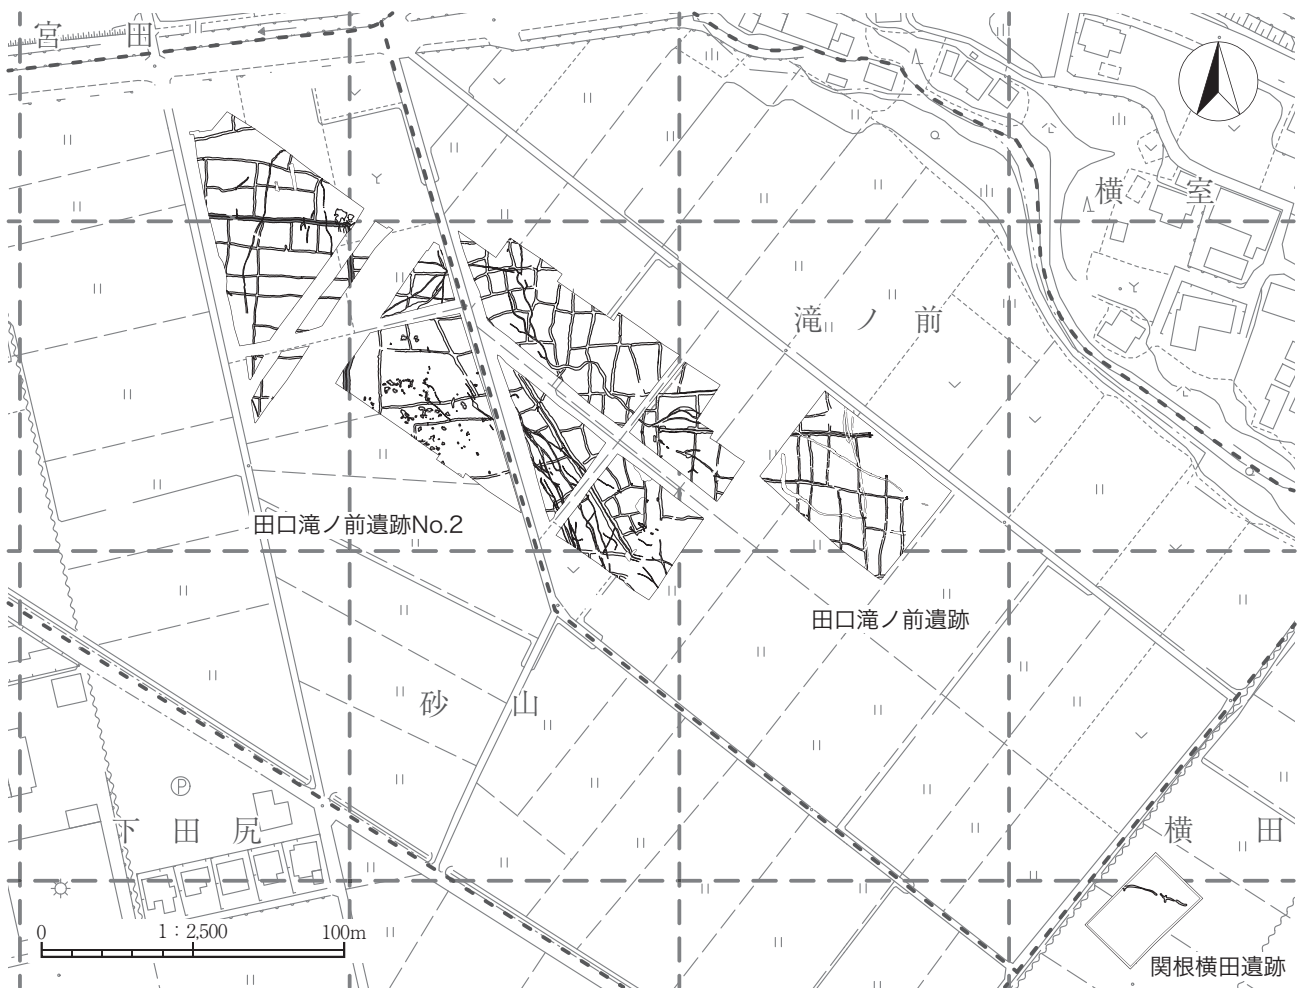 宮 田
横 室
滝 ノ 前
田口滝ノ前遺跡No.2
田口滝ノ前遺跡
砂 山
P
下 田 尻
横 田
0 1：2,500 100m
関根横田遺跡